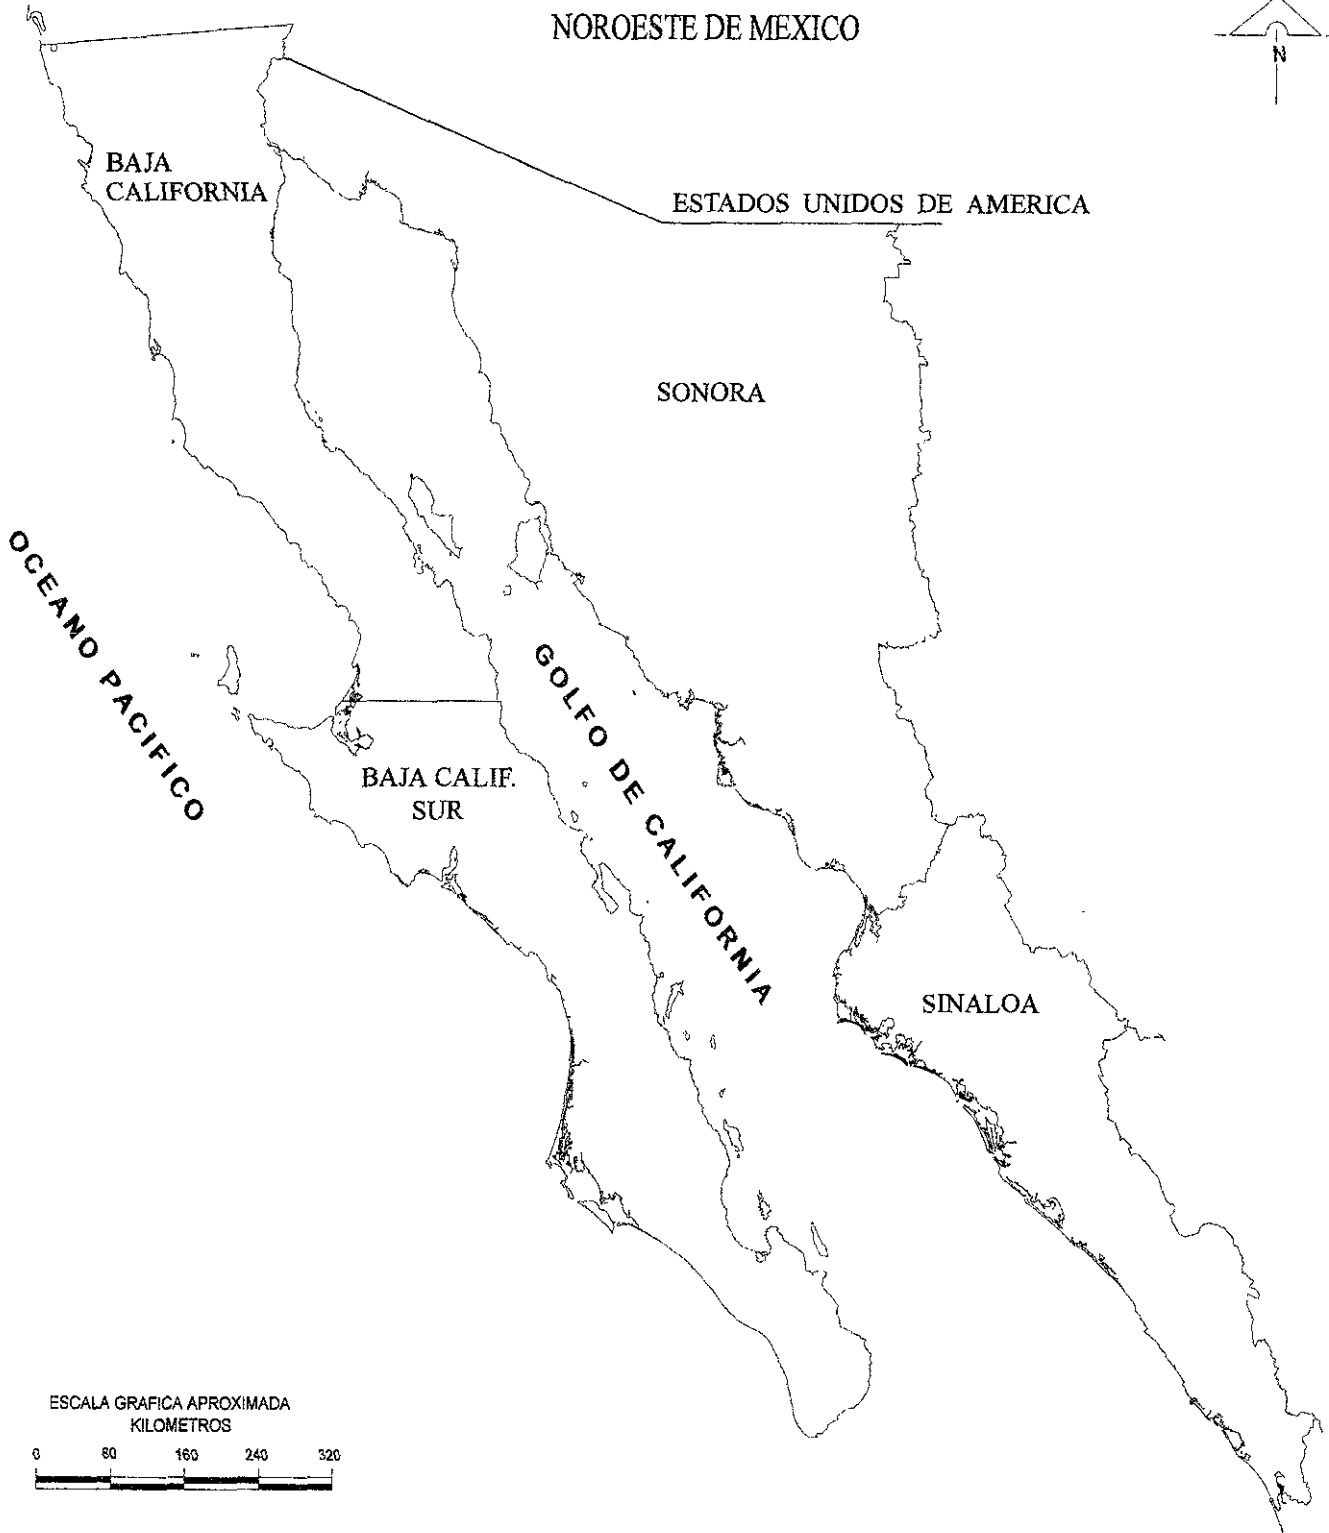 NOROESTE DE MEXICO
N
BAJA
CALIFORNIA
ESTADOS UNIDOS DE AMERICA
SONORA
OCEANO PACIFICO
GOLFO DE CALIFORNIA
BAJA CALIF.
SUR
SINALOA
ESCALA GRAFICA APROXIMADA
KILOMETROS
0 80 160 240 320